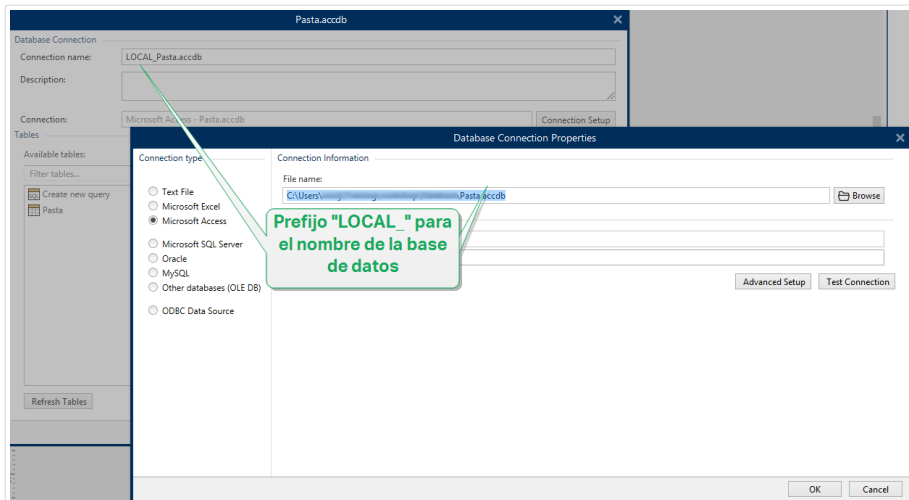 Pasta.accdb
Database Connection
Connection name:
LOCAL_Pasta.accdb
Description:
Connection:
Microsoft Access - Pasta.accdb
Connection Setup
Tables
Available tables:
Filter tables...
Create new query
Pasta
Refresh Tables
Database Connection Properties
Connection type
Text File
Microsoft Excel
Microsoft Access
Microsoft SQL Server
Oracle
MySQL
Other databases (OLE DB)
ODBC Data Source
Connection Information
File name:
C:\Users\ \Pasta.accdb
Browse
Prefijo "LOCAL_" para
el nombre de la base
de datos
Advanced Setup
Test Connection
OK
Cancel